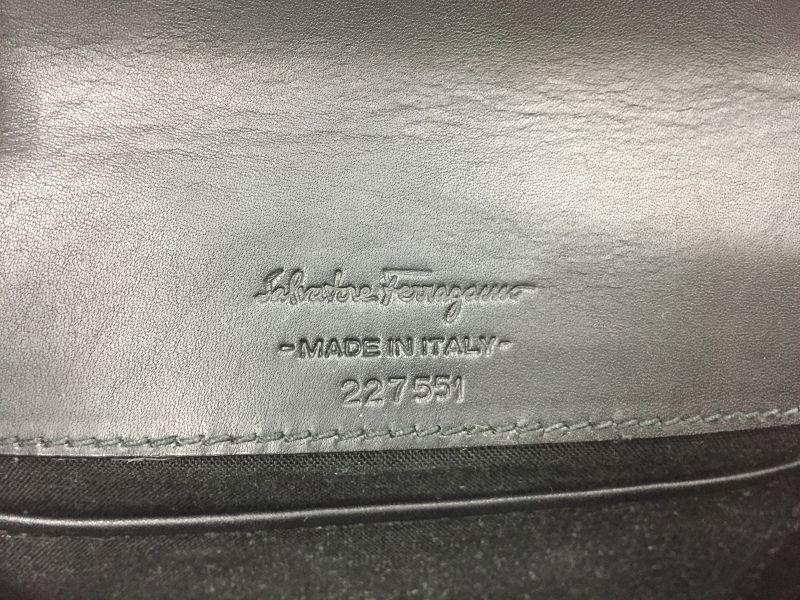 Salvatore Ferragamo
-MADE IN ITALY-
227551